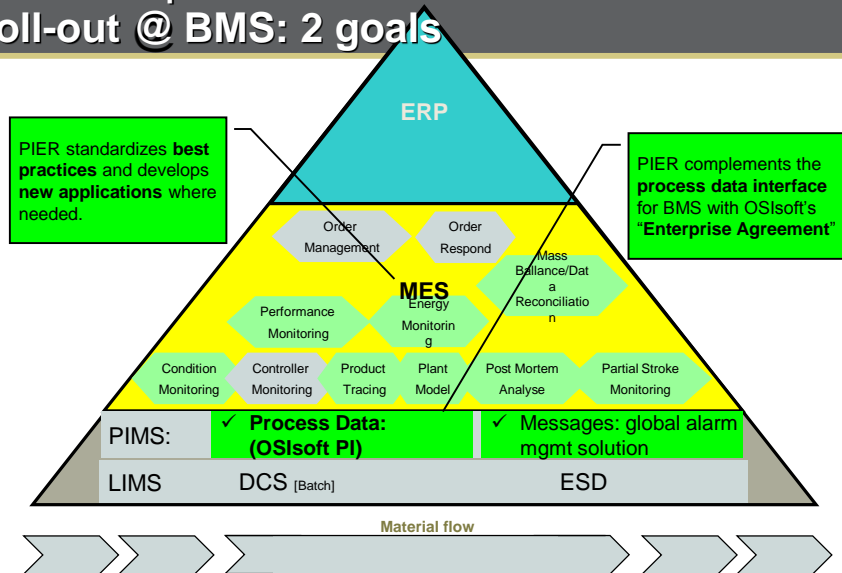 oll-out @ BMS: 2 goals
ERP
PIER standardizes best
practices and develops
new applications where
needed.
PIER complements the
process data interface
for BMS with OSIsoft's
“Enterprise Agreement”
Order
Management
Order
Respond
Mass
Ballance/Dat
a
Reconciliatio
n
MES
Performance
Monitoring
Energy
Monitorin
g
Condition
Monitoring
Controller
Monitoring
Product
Tracing
Plant
Model
Post Mortem
Analyse
Partial Stroke
Monitoring
PIMS:
✓ Process Data:
(OSIsoft PI)
✓ Messages: global alarm
mgmt solution
LIMS
DCS [Batch]
ESD
Material flow